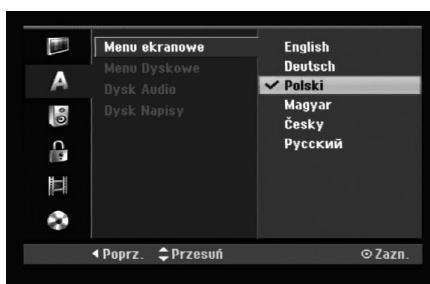 A
Menu ekranowe
Menu Dyskowe
Dysk Audio
Dysk Napisy
English
Deutsch
✓ Polski
Magyar
Česky
Русский
Poprz. Przesuń Zazn.